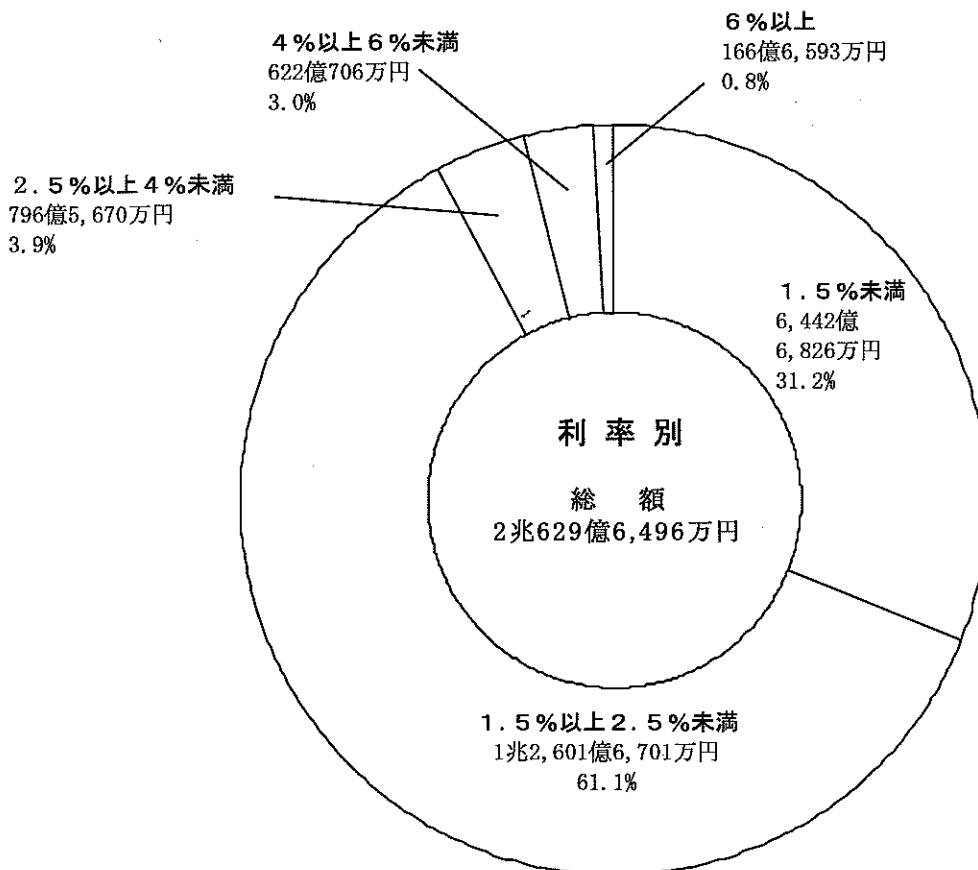 6%以上
166億6,593万円
0.8%
4%以上6%未満
622億706万円
3.0%
2.5%以上4%未満
796億5,670万円
3.9%
1.5%未満
6,442億
6,826万円
31.2%
利率別
総額
2兆629億6,496万円
1.5%以上2.5%未満
1兆2,601億6,701万円
61.1%